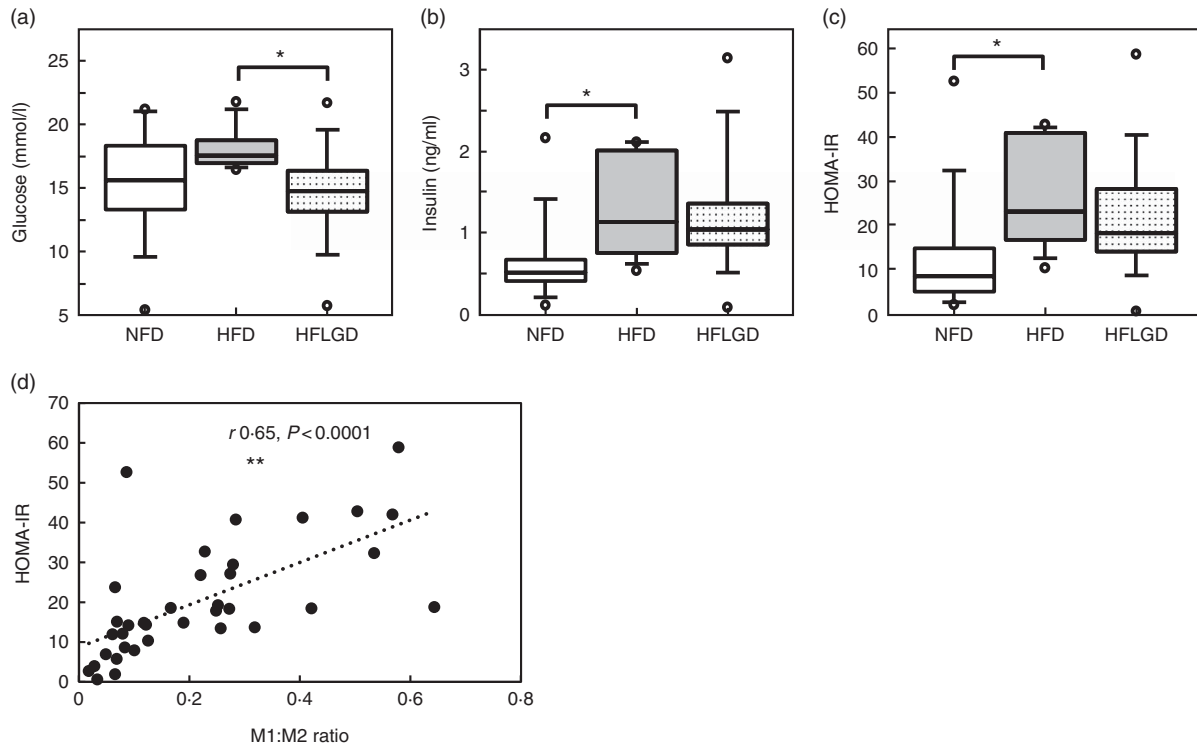 (a)
25
20
15
10
5
Glucose (mmol/l)
*
NFD
HFD
HFLGD
(b)
3
2
1
0
Insulin (ng/ml)
*
NFD
HFD
HFLGD
(c)
60
50
40
30
20
10
0
HOMA-IR
*
NFD
HFD
HFLGD
(d)
70
60
50
40
30
20
10
0
HOMA-IR
r 0·65, P < 0.0001
**
0
0·2
0·4
0·6
0·8
M1:M2 ratio